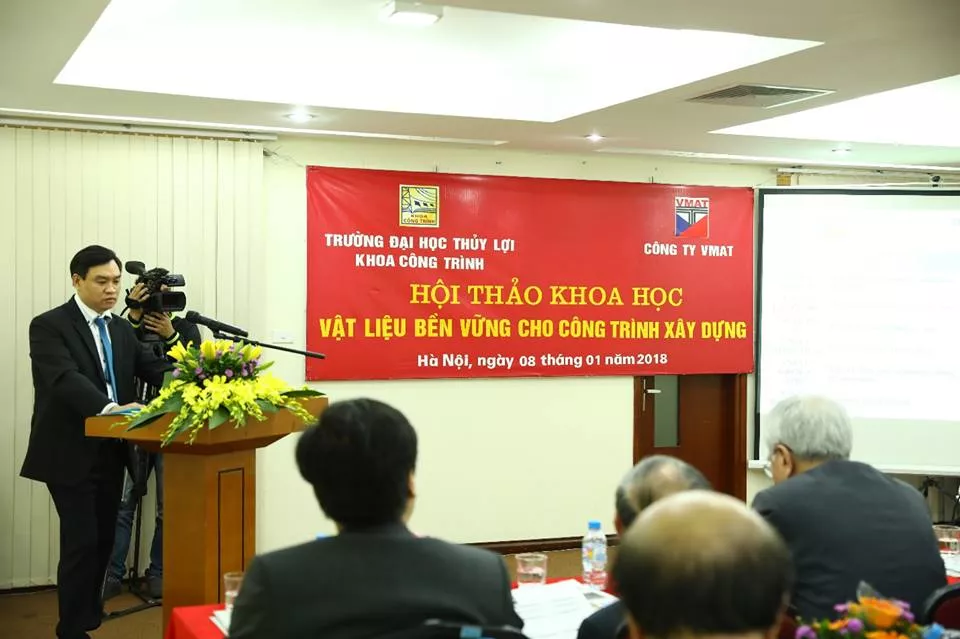 KHOA
CÔNG TRÌNH
VMAT
TRƯỜNG ĐẠI HỌC THỦY LỢI
KHOA CÔNG TRÌNH
CÔNG TY VMAT
HỘI THẢO KHOA HỌC
VẬT LIỆU BỀN VỮNG CHO CÔNG TRÌNH XÂY DỰNG
Hà Nội, ngày 08 tháng 01 năm 2018